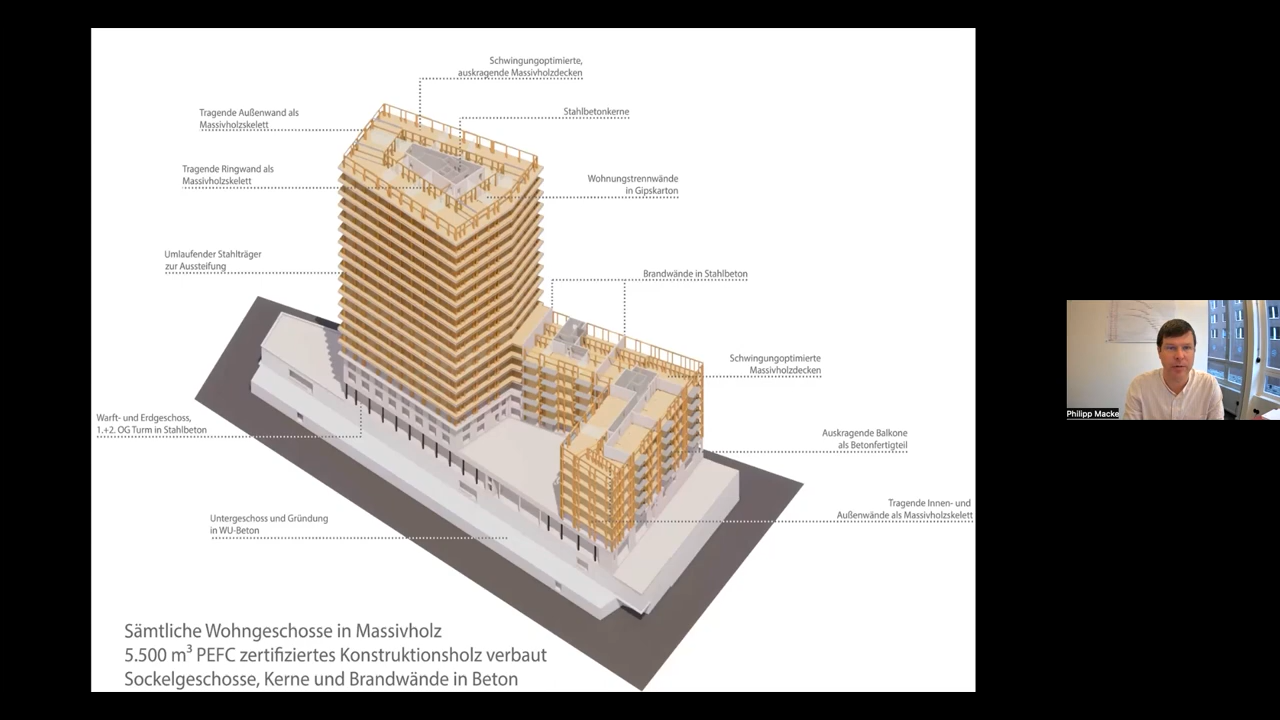 Schwingungoptimierte,
auskragende Massivholzdecken
Tragende Außenwand als
Massivholzskelett
Stahlbetonkerne
Tragende Ringwand als
Massivholzskelett
Wohnungstrennwände
in Gipskarton
Umlaufender Stahlträger
zur Aussteifung
Brandwände in Stahlbeton
Schwingungoptimierte
Massivholzdecken
Warft- und Erdgeschoss,
1.+2. OG Turm in Stahlbeton
Auskragende Balkone
als Betonfertigteil
Tragende Innen- und
Außenwände als Massivholzskelett
Untergeschoss und Gründung
in WU-Beton
Sämtliche Wohngeschosse in Massivholz
5.500 m³ PEFC zertifiziertes Konstruktionsholz verbaut
Sockelgeschosse, Kerne und Brandwände in Beton
Philipp Macke